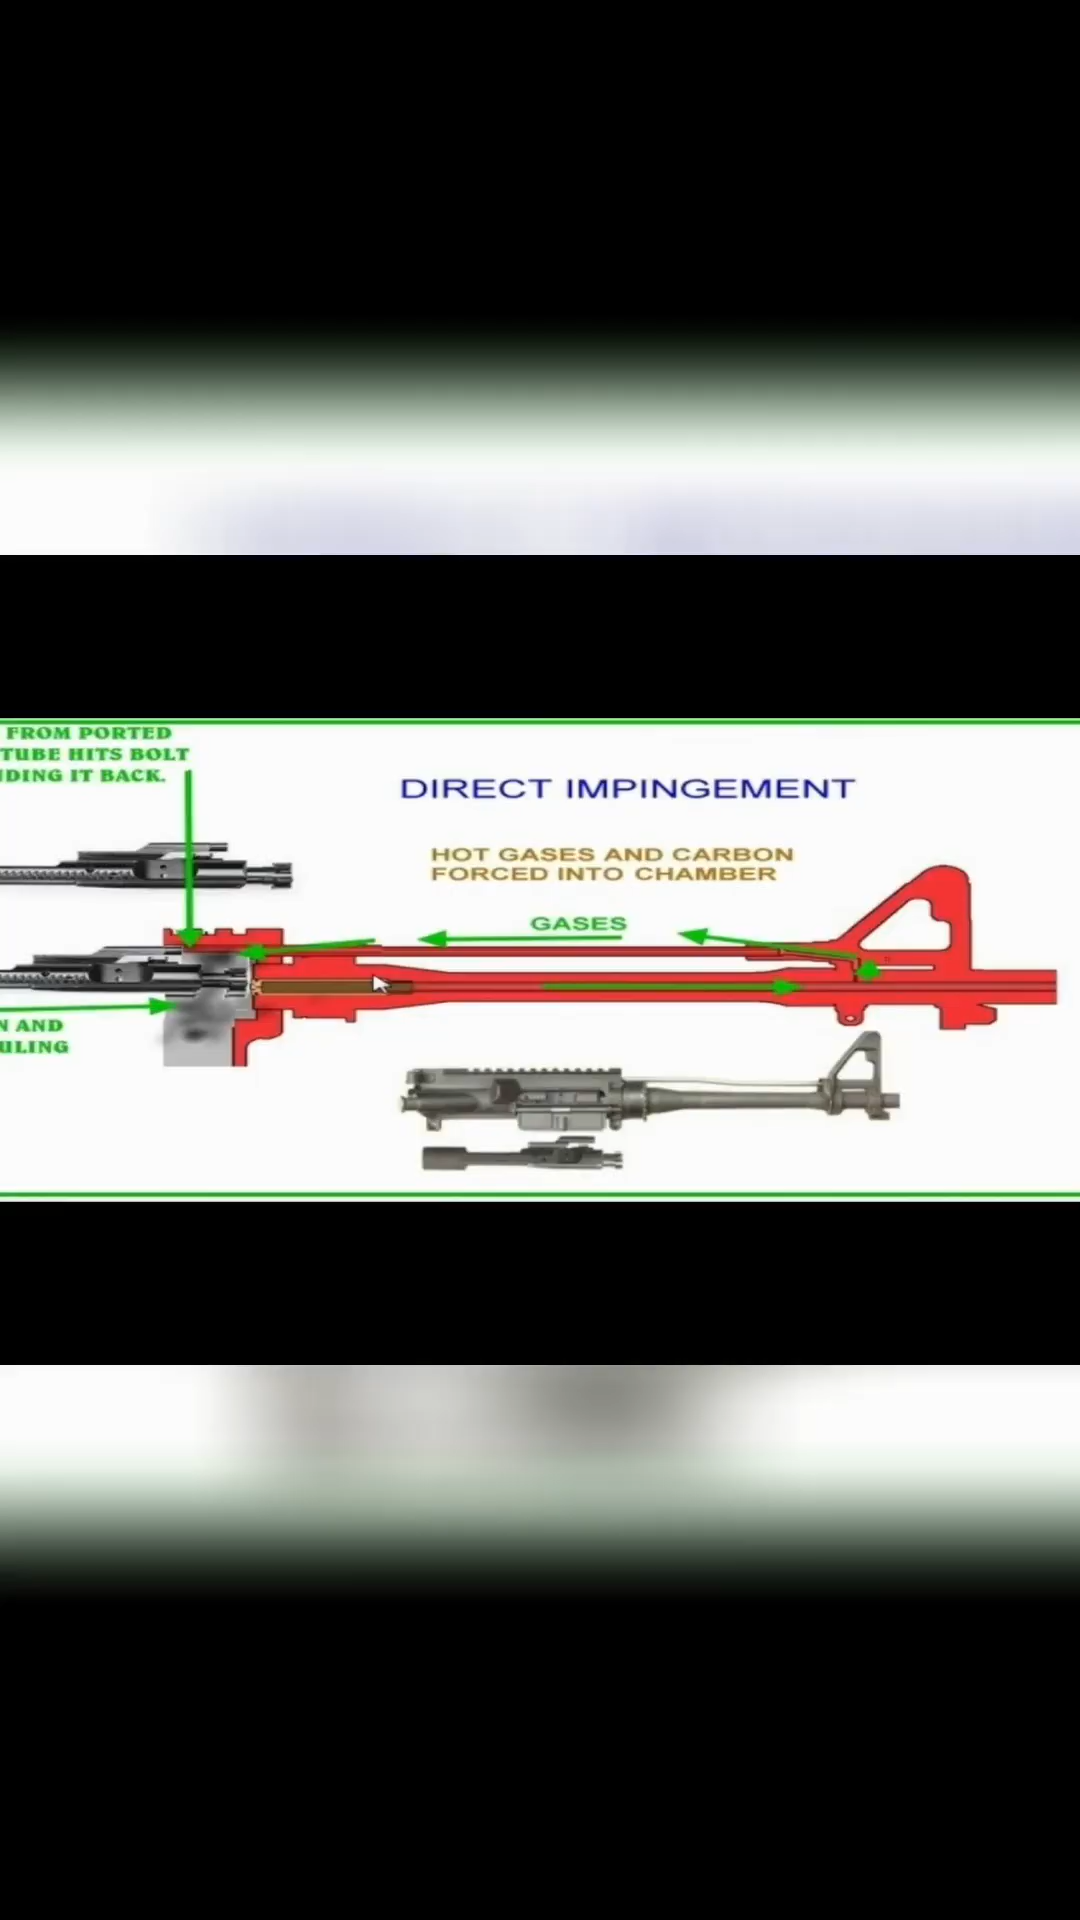 FROM PORTED
TUBE HITS BOLT
DING IT BACK.
DIRECT IMPINGEMENT
HOT GASES AND CARBON
FORCED INTO CHAMBER
GASES
N AND
ULING